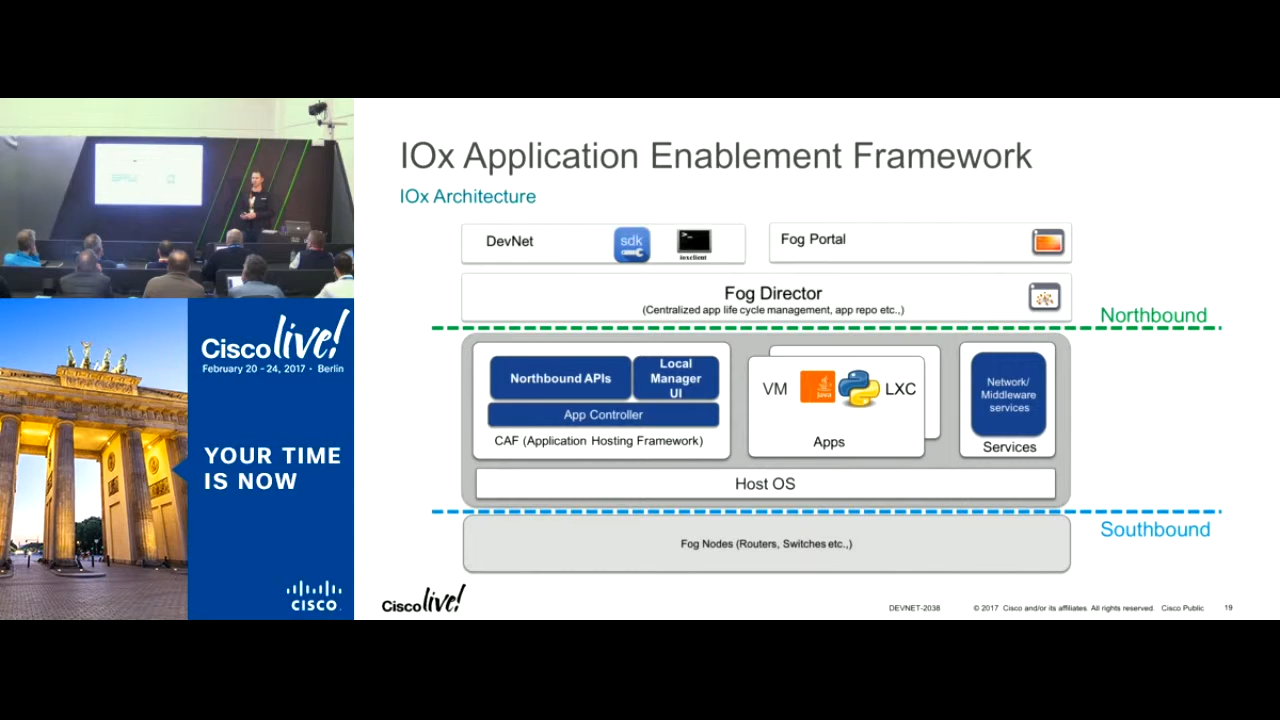 IOx Application Enablement Framework
IOx Architecture
DevNet
sdk
ioxclient
Fog Portal
Fog Director
(Centralized app life cycle management, app repo etc.,)
Northbound
Northbound APIs
Local
Manager
UI
App Controller
CAF (Application Hosting Framework)
VM
java
LXC
Apps
Network/
Middleware
services
Services
Host OS
Southbound
Fog Nodes (Routers, Switches etc.,)
Cisco live!
February 20 - 24, 2017 • Berlin
YOUR TIME
IS NOW
CISCO
Cisco live!
DEVNET-2038
© 2017 Cisco and/or its affiliates. All rights reserved. Cisco Public
19